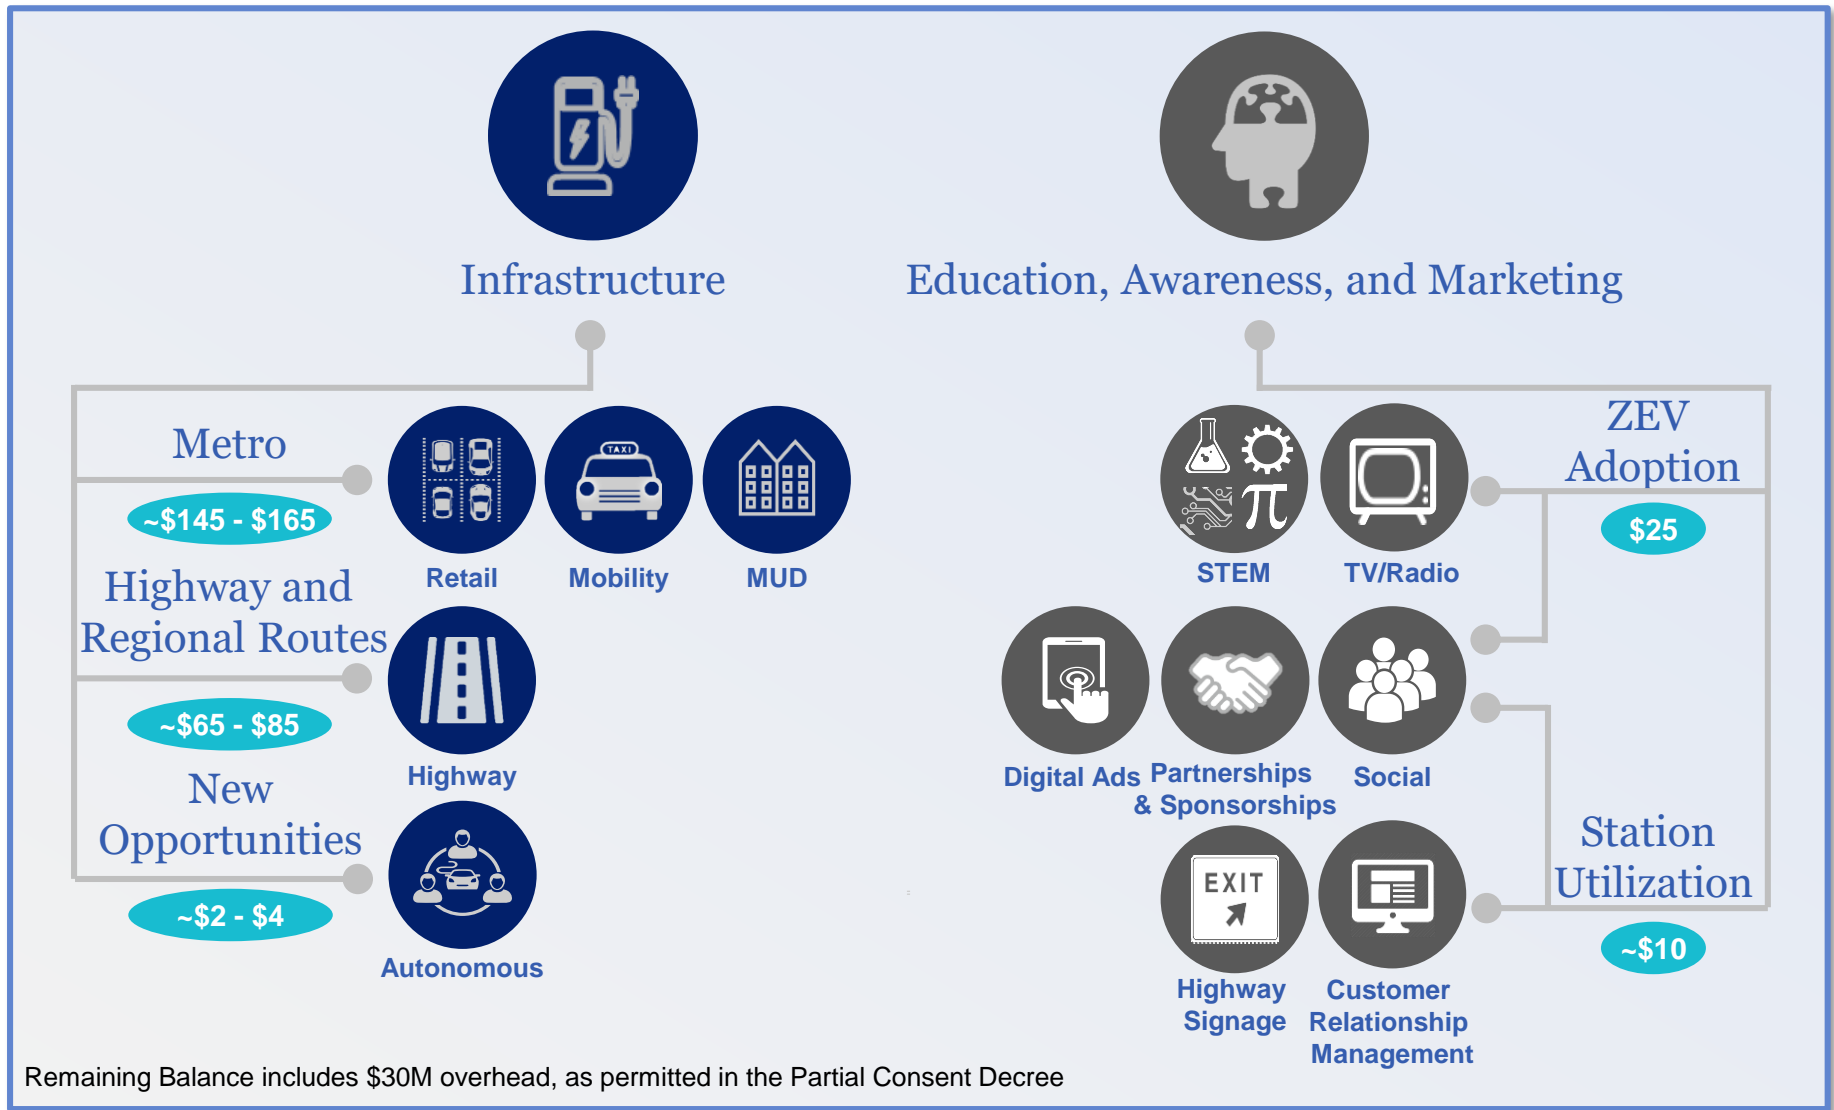 Infrastructure
Education, Awareness, and Marketing
Metro
~$145 - $165
TAXI
Retail
Mobility
MUD
Highway and
Regional Routes
~$65 - $85
Highway
New
Opportunities
~$2 - $4
Autonomous
π
STEM
TV/Radio
ZEV
Adoption
$25
Digital Ads
Partnerships
& Sponsorships
Social
EXIT
Highway
Signage
Customer
Relationship
Management
Station
Utilization
~$10
Remaining Balance includes $30M overhead, as permitted in the Partial Consent Decree